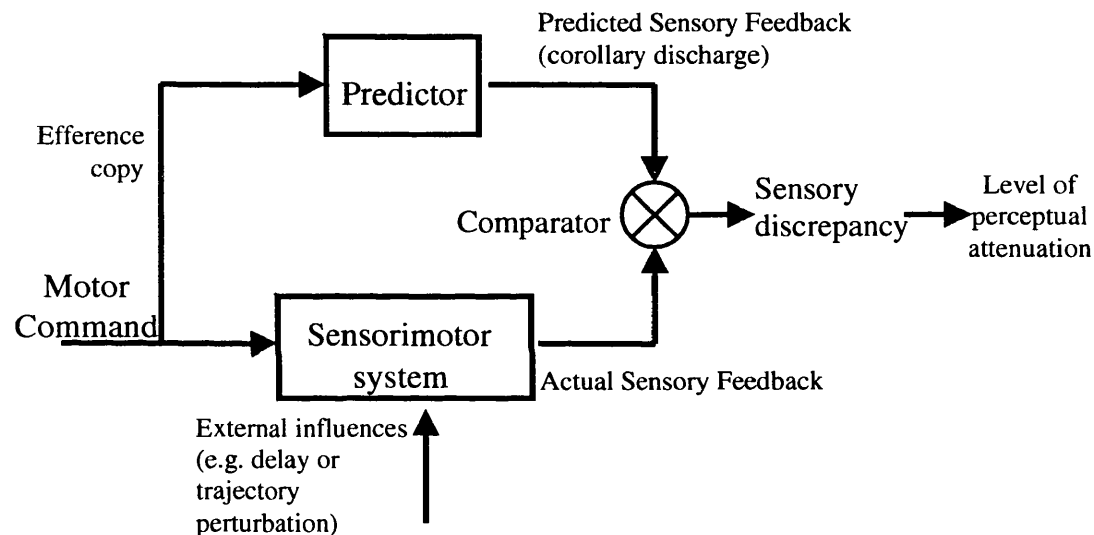 Predicted Sensory Feedback
(corollary discharge)
Predictor
Efference
copy
Comparator
Sensory
discrepancy
Level of
perceptual
attenuation
Motor
Command
Sensorimotor
system
Actual Sensory Feedback
External influences
(e.g. delay or
trajectory
perturbation)